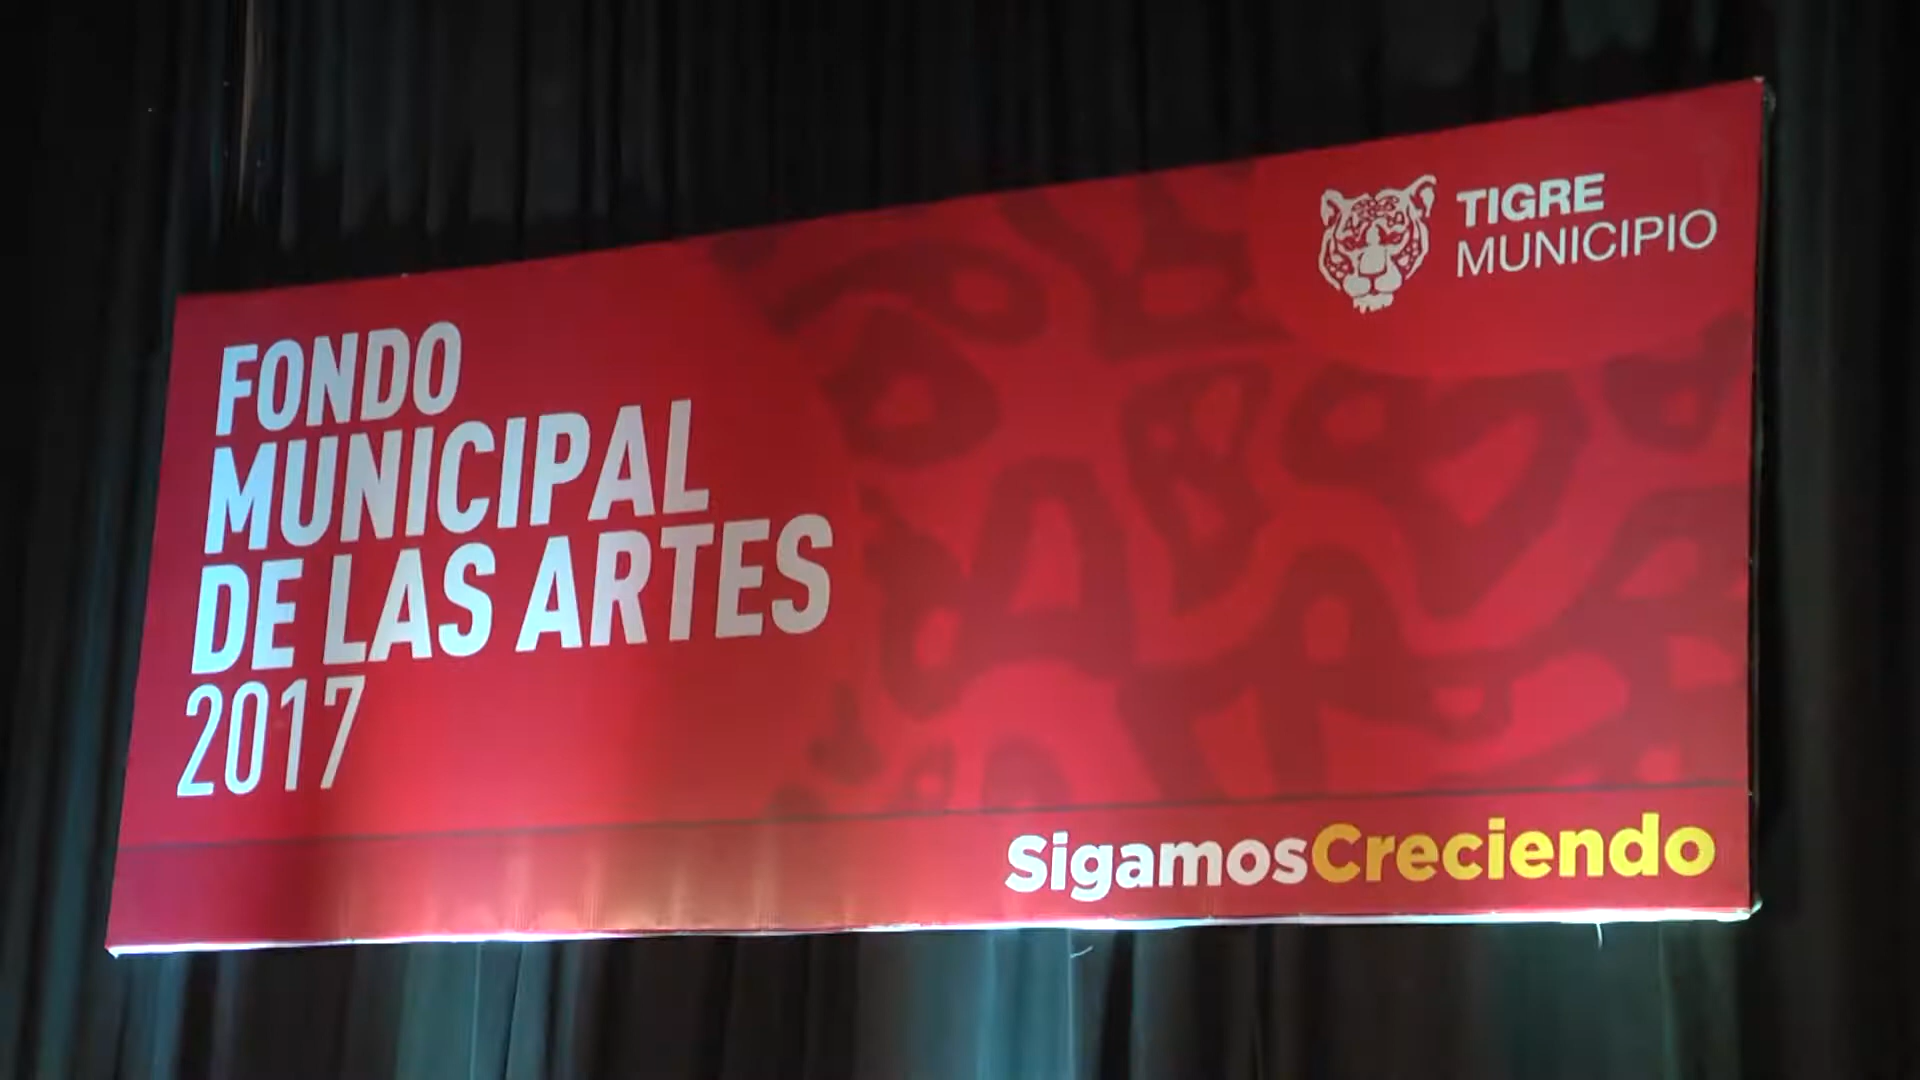 FONDO
MUNICIPAL
DE LAS ARTES
2017
TIGRE
MUNICIPIO
SigamosCreciendo